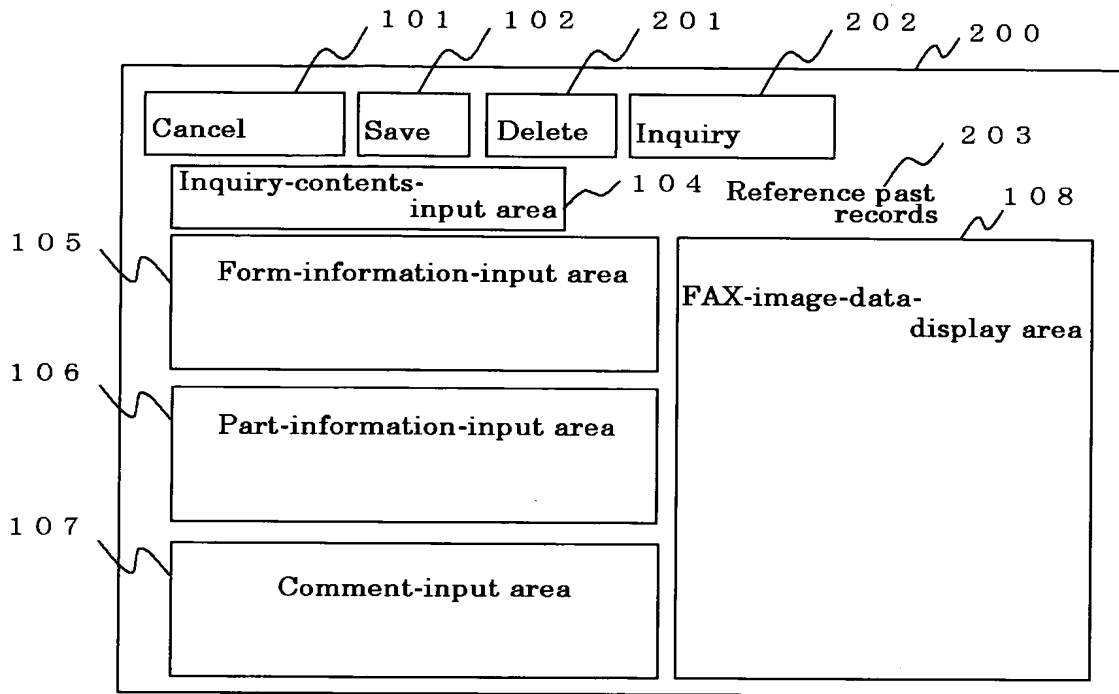 101 102 201 202 200
Cancel Save Delete Inquiry
203
Inquiry-contents-
input area
104
Reference past
records
108
105
Form-information-input area
FAX-image-data-
display area
106
Part-information-input area
107
Comment-input area